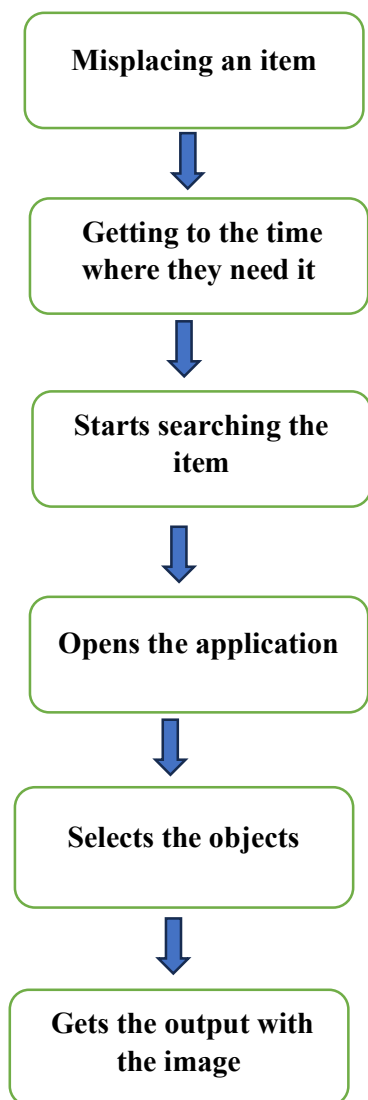 Misplacing an item
Getting to the time
where they need it
Starts searching the
item
Opens the application
Selects the objects
Gets the output with
the image